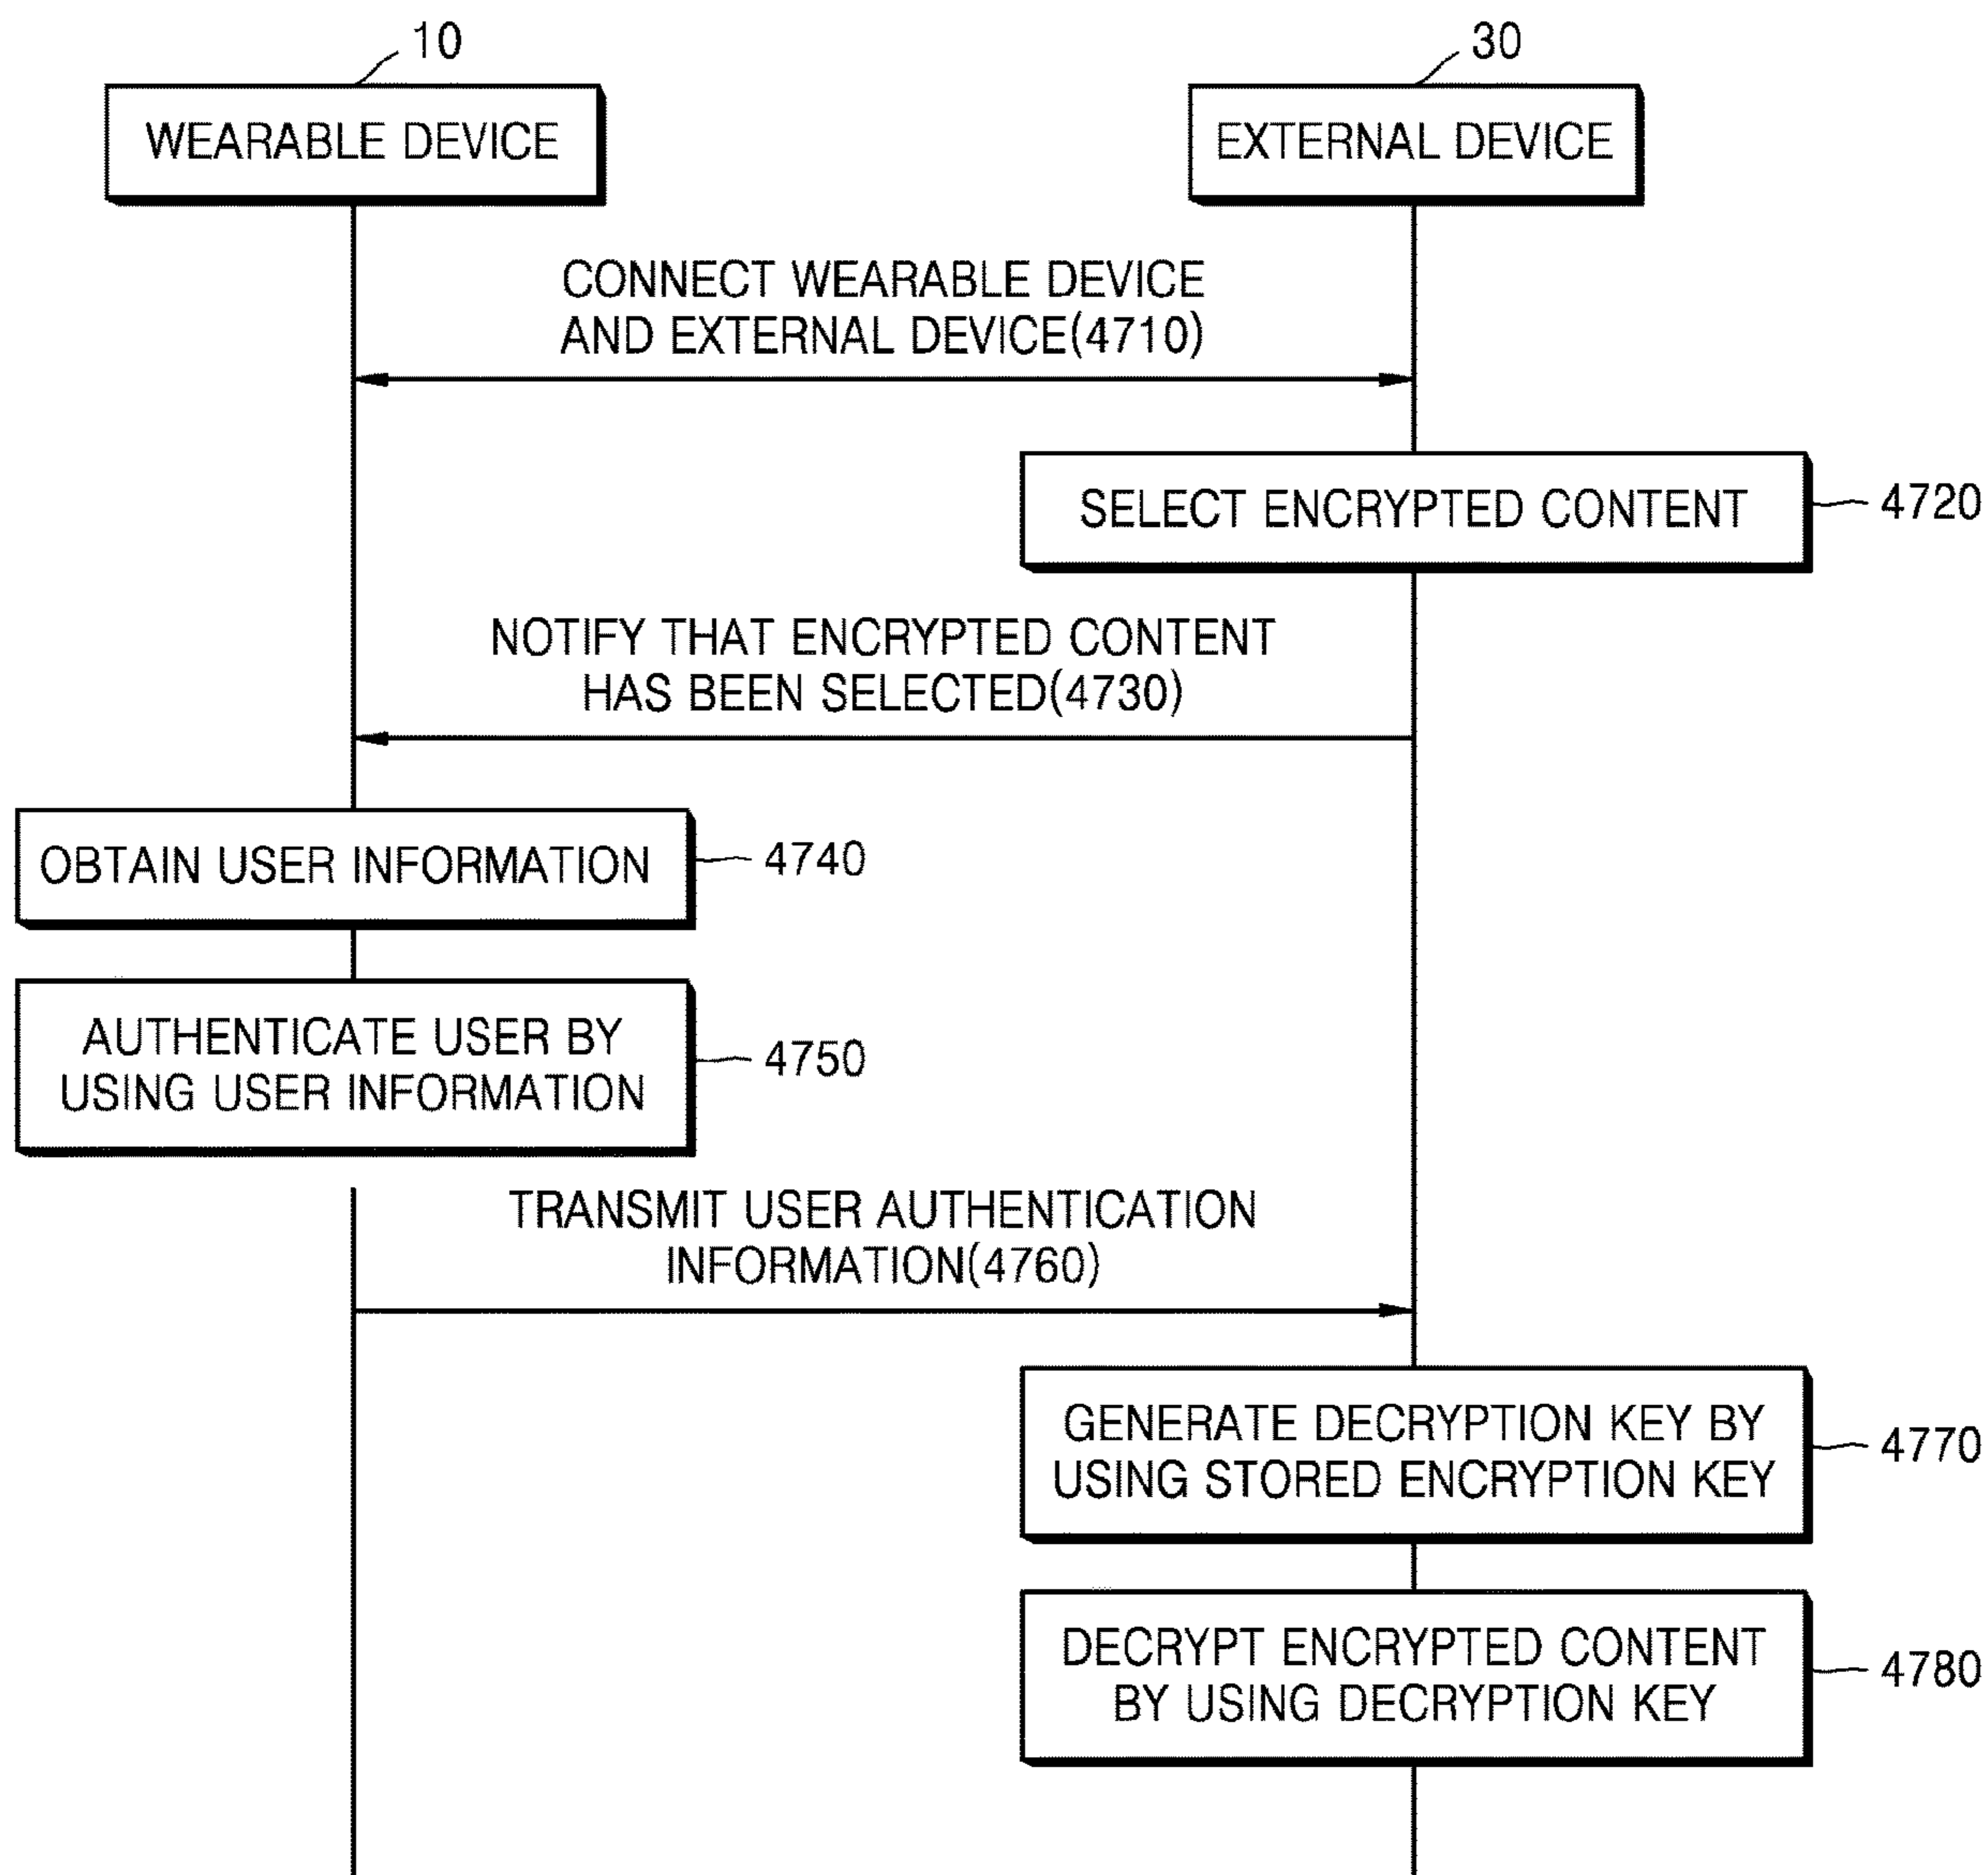 10
30
WEARABLE DEVICE
EXTERNAL DEVICE
CONNECT WEARABLE DEVICE
AND EXTERNAL DEVICE(4710)
SELECT ENCRYPTED CONTENT
4720
NOTIFY THAT ENCRYPTED CONTENT
HAS BEEN SELECTED(4730)
OBTAIN USER INFORMATION
4740
AUTHENTICATE USER BY
USING USER INFORMATION
4750
TRANSMIT USER AUTHENTICATION
INFORMATION(4760)
GENERATE DECRYPTION KEY BY
USING STORED ENCRYPTION KEY
4770
DECRYPT ENCRYPTED CONTENT
BY USING DECRYPTION KEY
4780